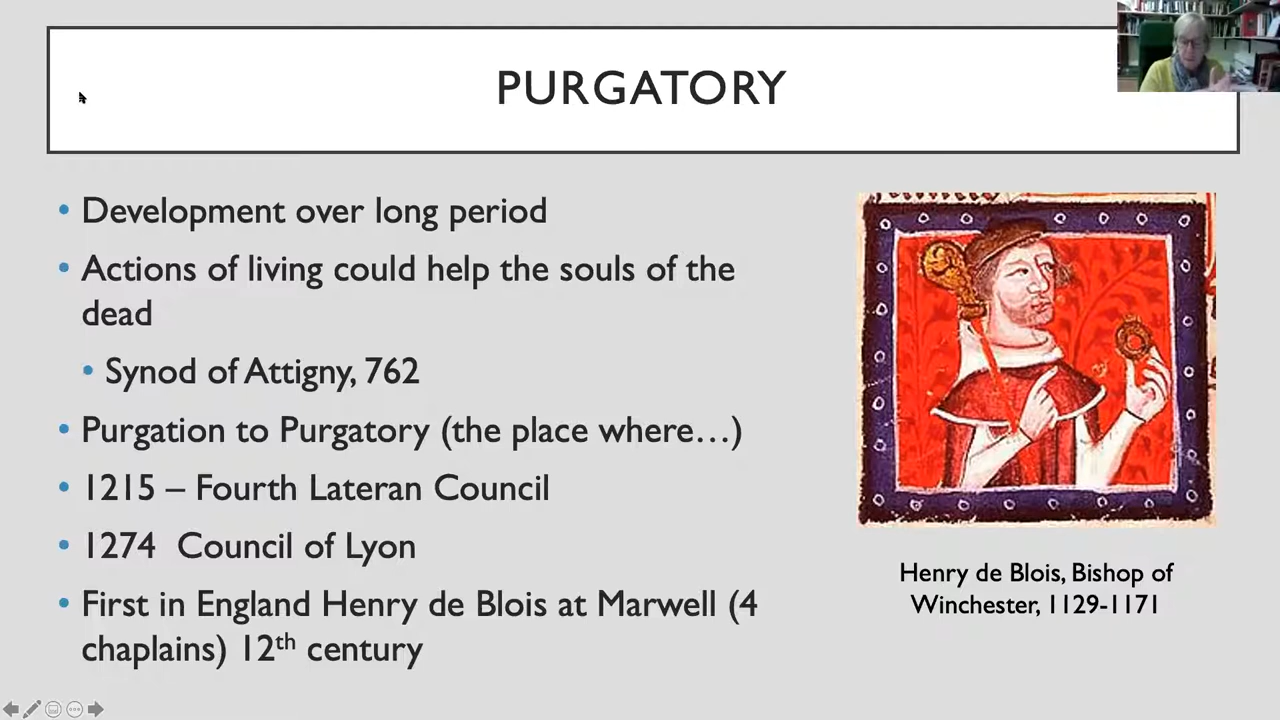 PURGATORY
• Development over long period
• Actions of living could help the souls of the
dead
• Synod of Attigny, 762
• Purgation to Purgatory (the place where…)
• 1215 – Fourth Lateran Council
• 1274 Council of Lyon
• First in England Henry de Blois at Marwell (4
chaplains) 12th century
Henry de Blois, Bishop of
Winchester, 1129-1171